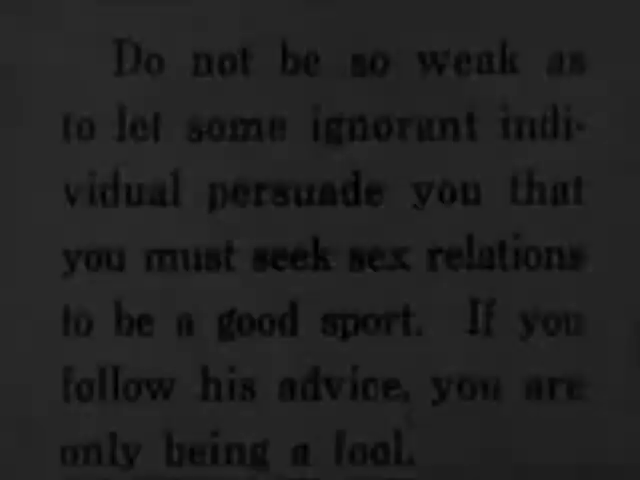 Do not be so weak as
to let some ignorant indi-
vidual persuade you that
you must seek sex relations
to be a good sport. If you
follow his advice, you are
only being a fool.